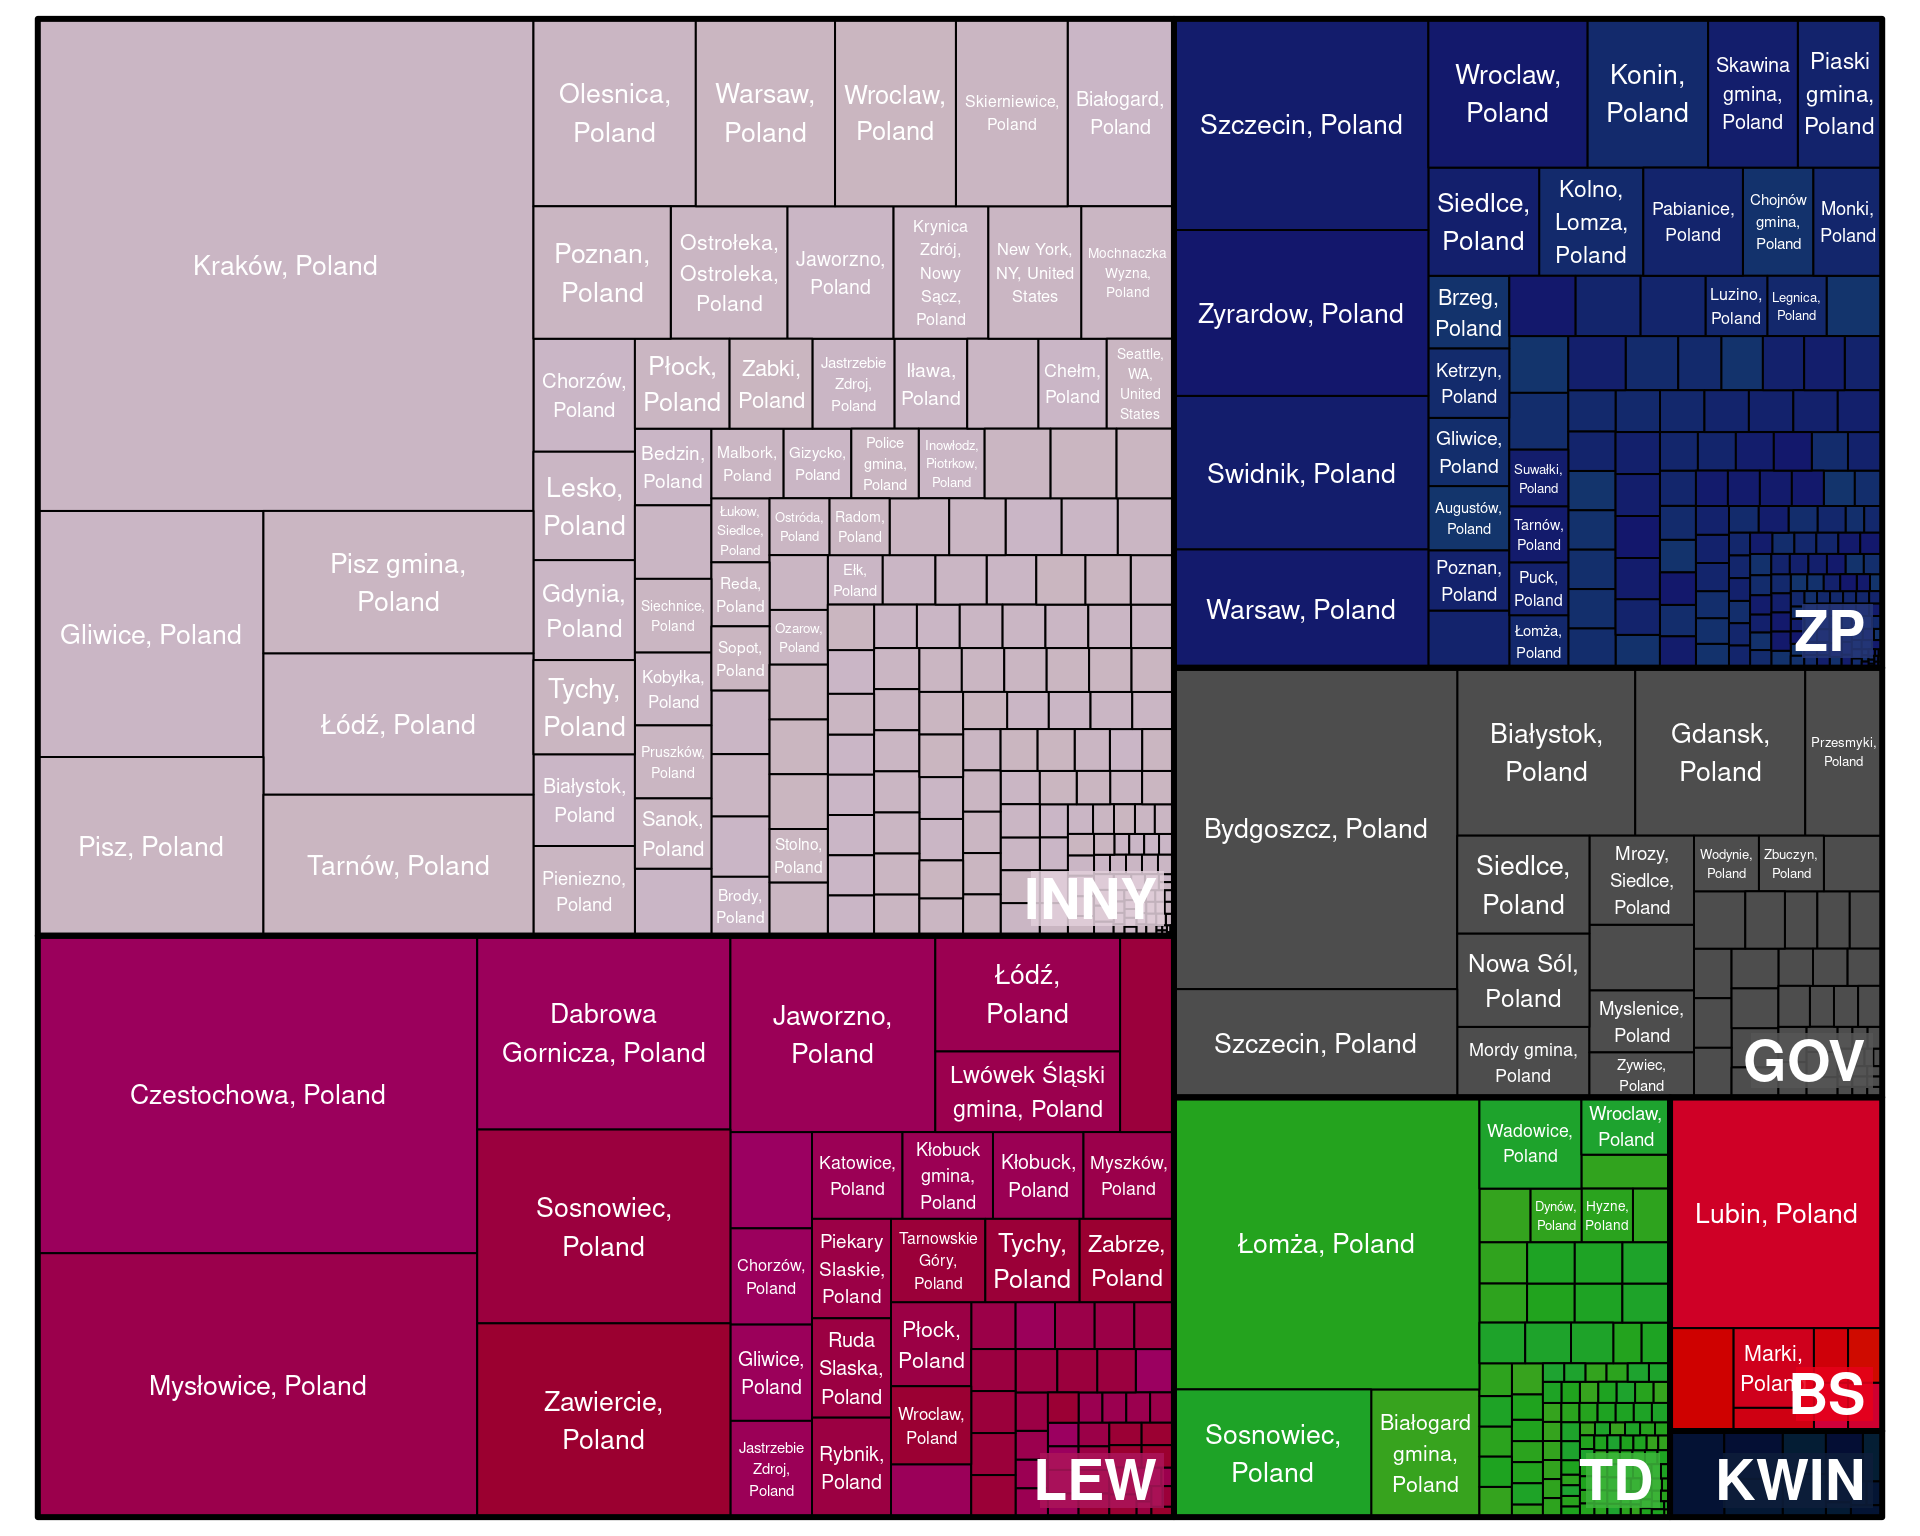 Kraków, Poland
Gliwice, Poland
Pisz, Poland
Pisz gmina,
Poland
Łódź, Poland
Tarnów, Poland
Olesnica,
Poland
Warsaw,
Poland
Wroclaw,
Poland
Skierniewice,
Poland
Białogard,
Poland
Poznan,
Poland
Ostrołeka,
Ostroleka,
Poland
Jaworzno,
Poland
Krynica
Zdrój,
Nowy
Sącz,
Poland
New York,
NY, United
States
Mochnaczka
Wyzna,
Poland
Chorzów,
Poland
Lesko,
Poland
Gdynia,
Poland
Tychy,
Poland
Białystok,
Poland
Pieniezno,
Poland
Płock,
Poland
Zabki,
Poland
Jastrzebie
Zdroj,
Poland
Iława,
Poland
Chełm,
Poland
Seattle,
WA,
United
States
Bedzin,
Poland
Siechnice,
Poland
Kobyłka,
Poland
Pruszków,
Poland
Sanok,
Poland
Malbork,
Poland
Gizycko,
Poland
Police
gmina,
Poland
Inowłodz,
Piotrkow,
Poland
Łukow,
Siedlce,
Poland
Reda,
Poland
Sopot,
Poland
Brody,
Poland
Ostróda,
Poland
Radom,
Poland
Ozarow,
Poland
Stolno,
Poland
Ełk,
Poland
INNY
Czestochowa, Poland
Mysłowice, Poland
Dabrowa
Gornicza, Poland
Sosnowiec,
Poland
Zawiercie,
Poland
Jaworzno,
Poland
Łódź,
Poland
Lwówek Śląski
gmina, Poland
Chorzów,
Poland
Gliwice,
Poland
Jastrzebie
Zdroj,
Poland
Katowice,
Poland
Kłobuck
gmina,
Poland
Kłobuck,
Poland
Myszków,
Poland
Piekary
Slaskie,
Poland
Ruda
Slaska,
Poland
Rybnik,
Poland
Tarnowskie
Góry,
Poland
Tychy,
Poland
Zabrze,
Poland
Płock,
Poland
Wroclaw,
Poland
LEW
Szczecin, Poland
Zyrardow, Poland
Swidnik, Poland
Warsaw, Poland
Wroclaw,
Poland
Konin,
Poland
Skawina
gmina,
Poland
Piaski
gmina,
Poland
Siedlce,
Poland
Kolno,
Lomza,
Poland
Pabianice,
Poland
Chojnów
gmina,
Poland
Monki,
Poland
Brzeg,
Poland
Ketrzyn,
Poland
Gliwice,
Poland
Augustów,
Poland
Poznan,
Poland
Luzino,
Poland
Legnica,
Poland
Suwałki,
Poland
Tarnów,
Poland
Puck,
Poland
Łomża,
Poland
ZP
Bydgoszcz, Poland
Szczecin, Poland
Białystok,
Poland
Gdansk,
Poland
Przesmyki,
Poland
Siedlce,
Poland
Nowa Sól,
Poland
Mordy gmina,
Poland
Mrozy,
Siedlce,
Poland
Myslenice,
Poland
Zywiec,
Poland
Wodynie,
Poland
Zbuczyn,
Poland
GOV
Łomża, Poland
Sosnowiec,
Poland
Białogard
gmina,
Poland
Wadowice,
Poland
Wroclaw,
Poland
Dynów,
Poland
Hyzne,
Poland
TD
Lubin, Poland
Marki,
Poland
BS
KWIN